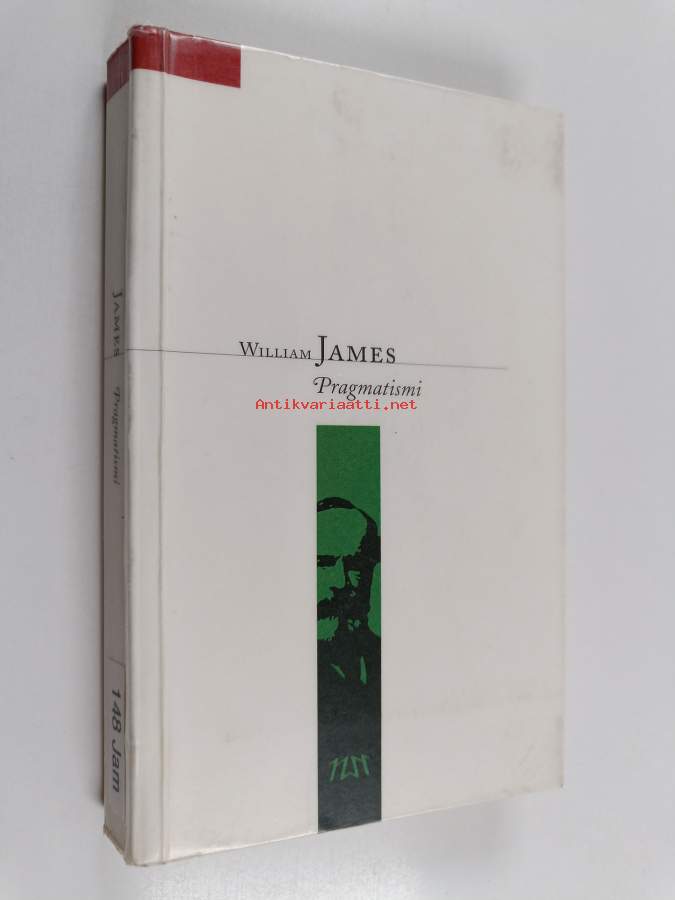 WILLIAM JAMES
Pragmatismi
Antikvariaatti.net
JAMES Pragmatismi
148 Jam